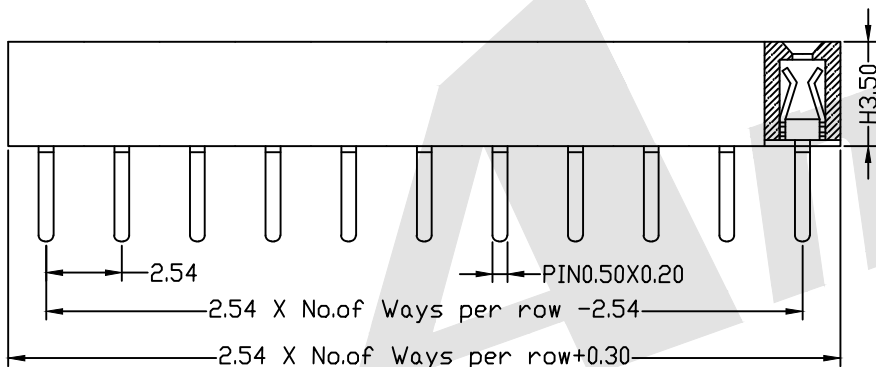 H3.50
2.54
PIN0.50X0.20
2.54 X No.of Ways per row -2.54
2.54 X No.of Ways per row+0.30